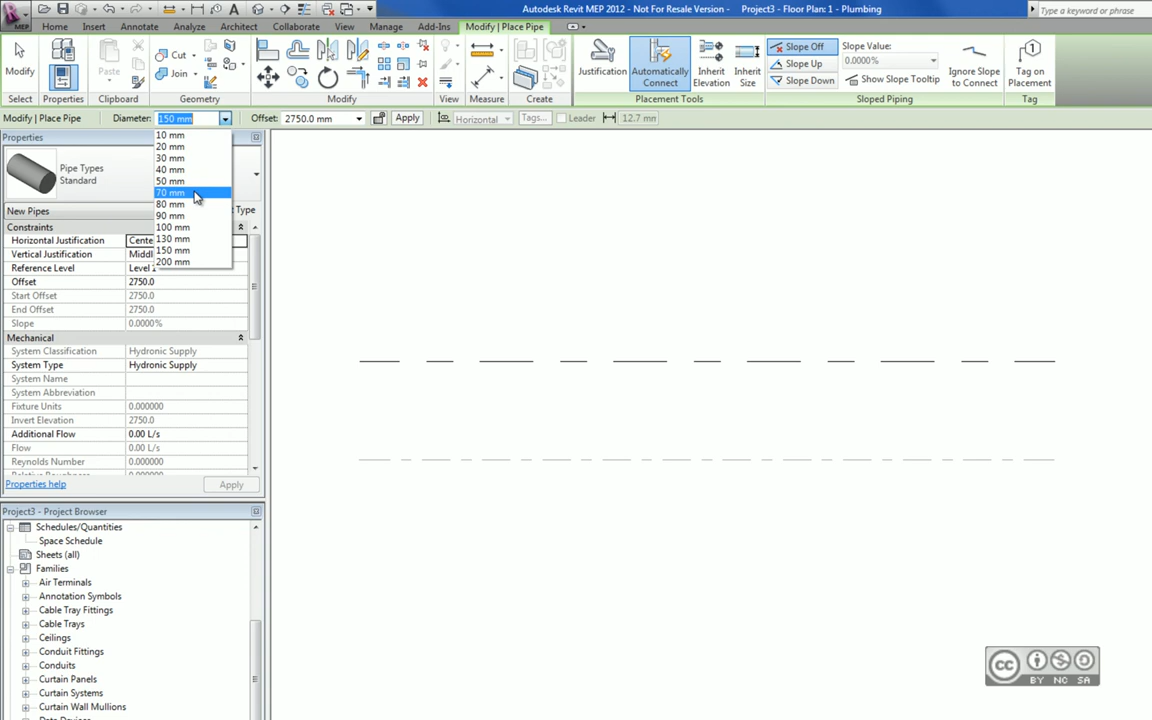 Autodesk Revit MEP 2012 - Not For Resale Version - Project3 - Floor Plan: 1 - Plumbing
Type a keyword or phrase
MEP
Home Insert Annotate Analyze Architect Collaborate View Manage Add-Ins Modify | Place Pipe
Modify
Properties
Paste
Cut
Join
Justification
Automatically Connect
Inherit Elevation
Inherit Size
Slope Off
Slope Up
Slope Down
Slope Value:
0.0000%
Show Slope Tooltip
Ignore Slope to Connect
Tag on Placement
Select Properties Clipboard Geometry Modify View Measure Create Placement Tools Sloped Piping Tag
Modify | Place Pipe Diameter: 150 mm Offset: 2750.0 mm Apply Horizontal Tags... Leader 12.7 mm
Properties
10 mm
20 mm
30 mm
40 mm
50 mm
70 mm
80 mm
90 mm
100 mm
130 mm
150 mm
200 mm
Pipe Types
Standard
New Pipes Type
Constraints
Horizontal Justification
Vertical Justification
Reference Level
Offset 2750.0
Start Offset 2750.0
End Offset 2750.0
Slope 0.0000%
Mechanical
System Classification Hydronic Supply
System Type Hydronic Supply
System Name
System Abbreviation
Fixture Units 0.000000
Invert Elevation 2750.0
Additional Flow 0.00 L/s
Flow 0.00 L/s
Reynolds Number 0.000000
Properties help Apply
Project3 - Project Browser
Schedules/Quantities
Space Schedule
Sheets (all)
Families
Air Terminals
Annotation Symbols
Cable Tray Fittings
Cable Trays
Ceilings
Conduit Fittings
Conduits
Curtain Panels
Curtain Systems
Curtain Wall Mullions
cc
BY NC SA